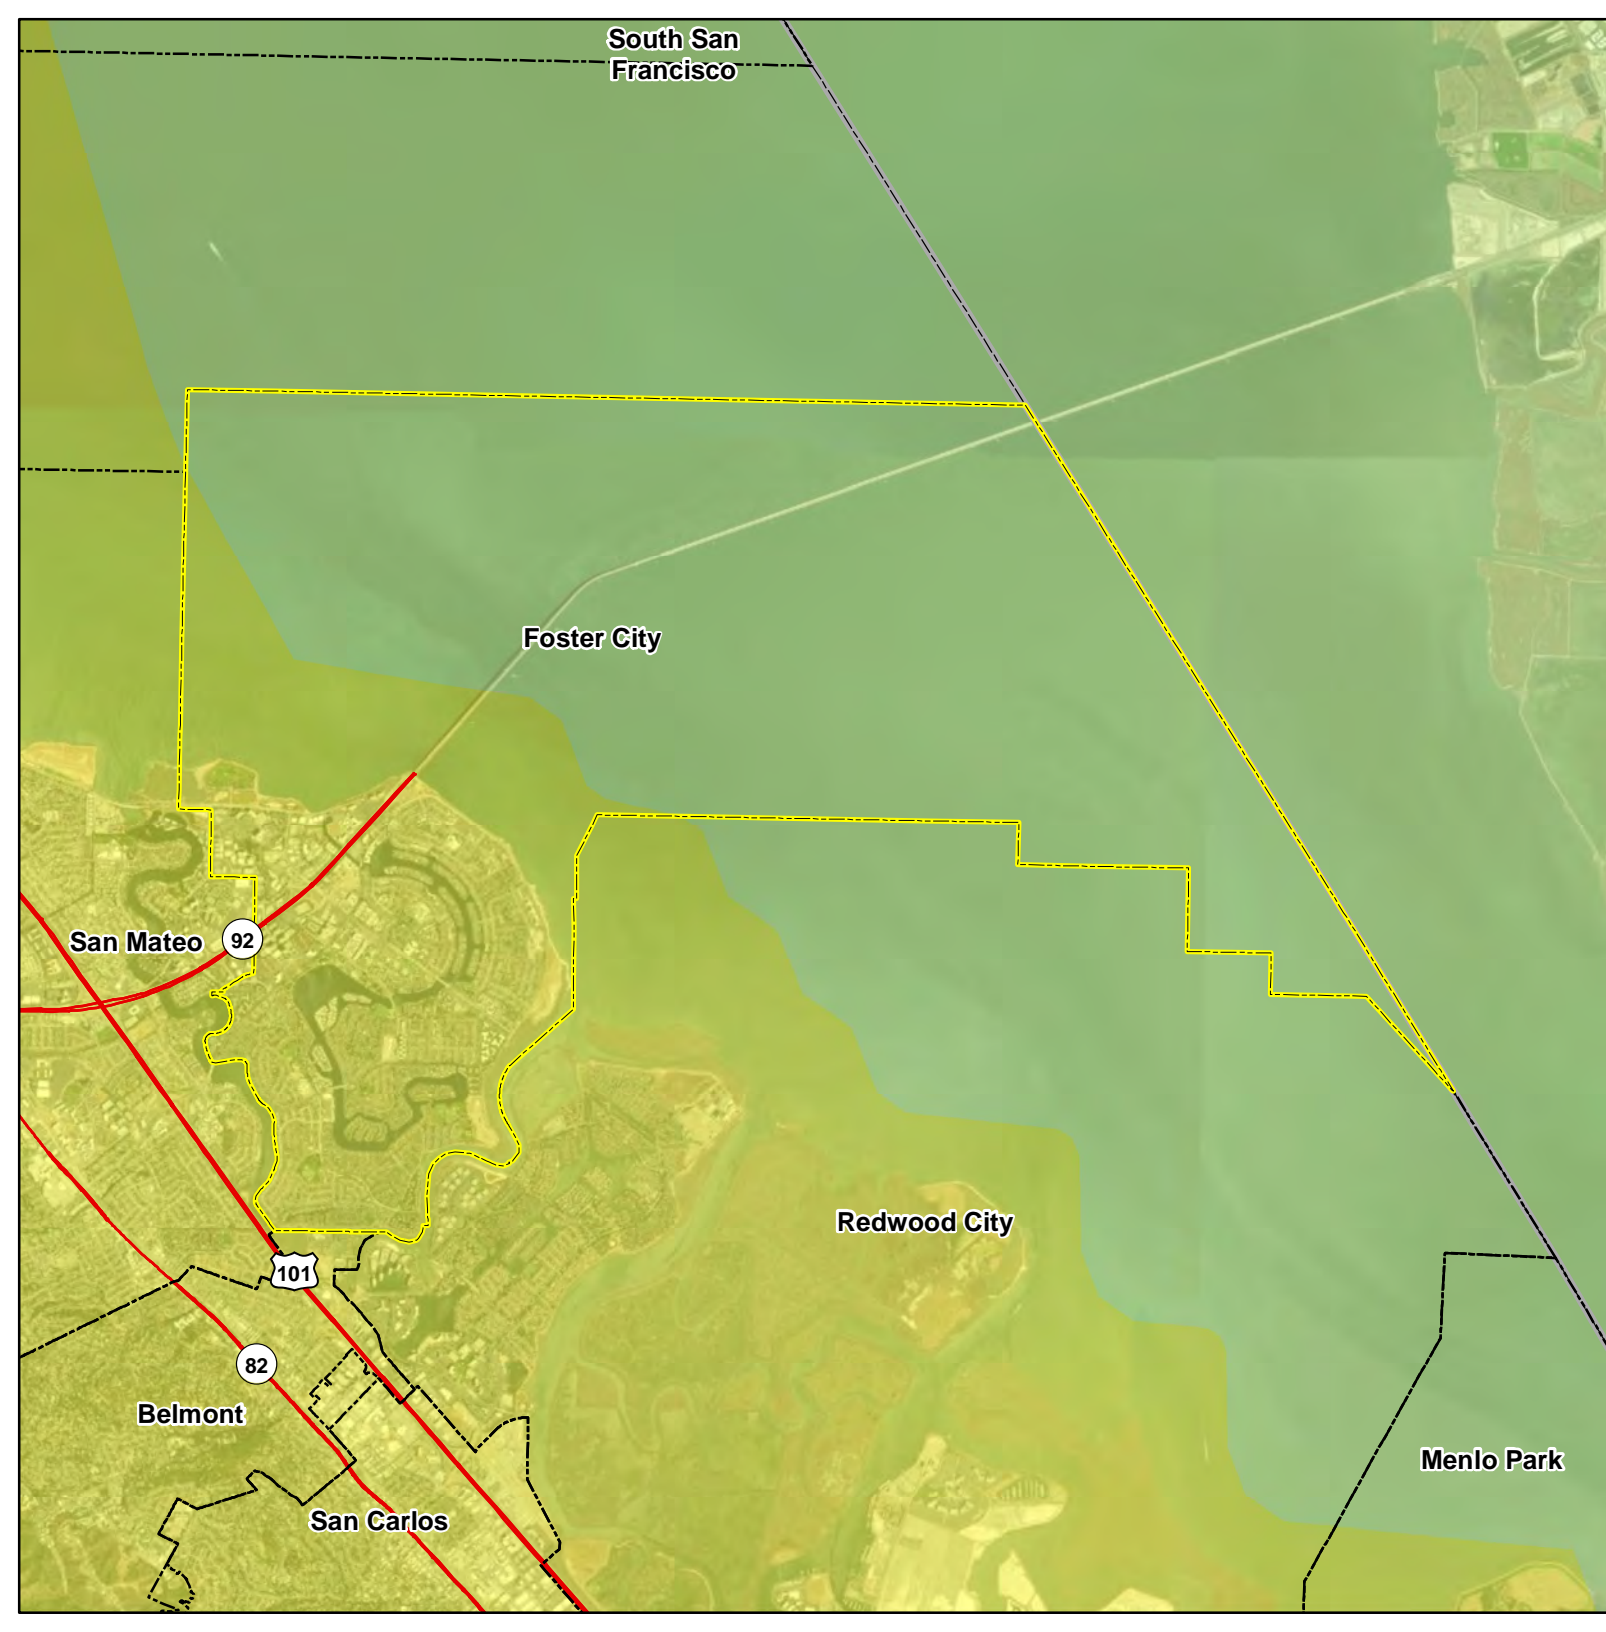 South San
Francisco
Foster City
San Mateo
92
Redwood City
101
82
Belmont
Menlo Park
San Carlos